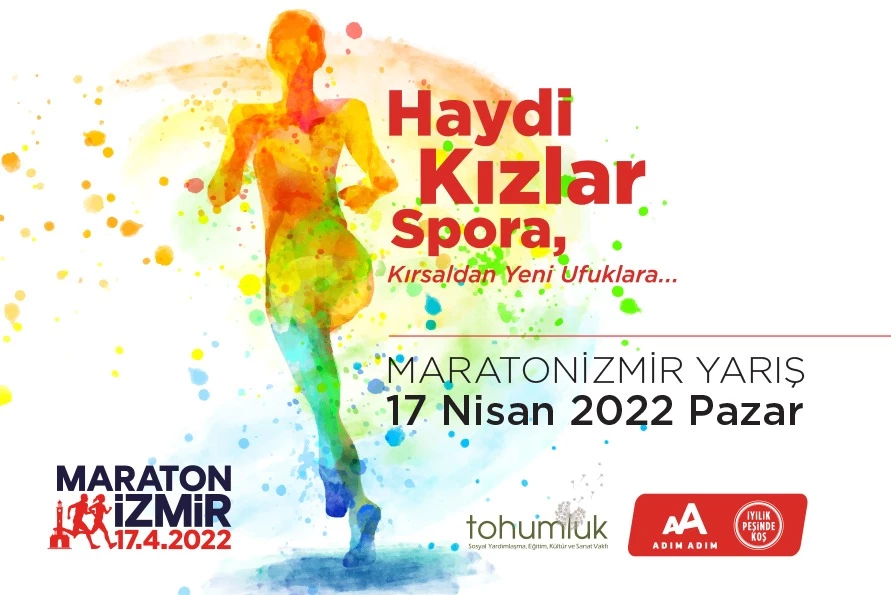 Haydi
Kızlar
Spora,
Kırsaldan Yeni Ufuklara...
MARATONİZMİR YARIŞ
17 Nisan 2022 Pazar
MARATON
İZMİR
17.4.2022
tohumluk
Sosyal Yardımlaşma, Eğitim, Kültür ve Sanat Vakfı
AA
ADIM ADIM
İYİLİK
PEŞİNDE
KOŞ